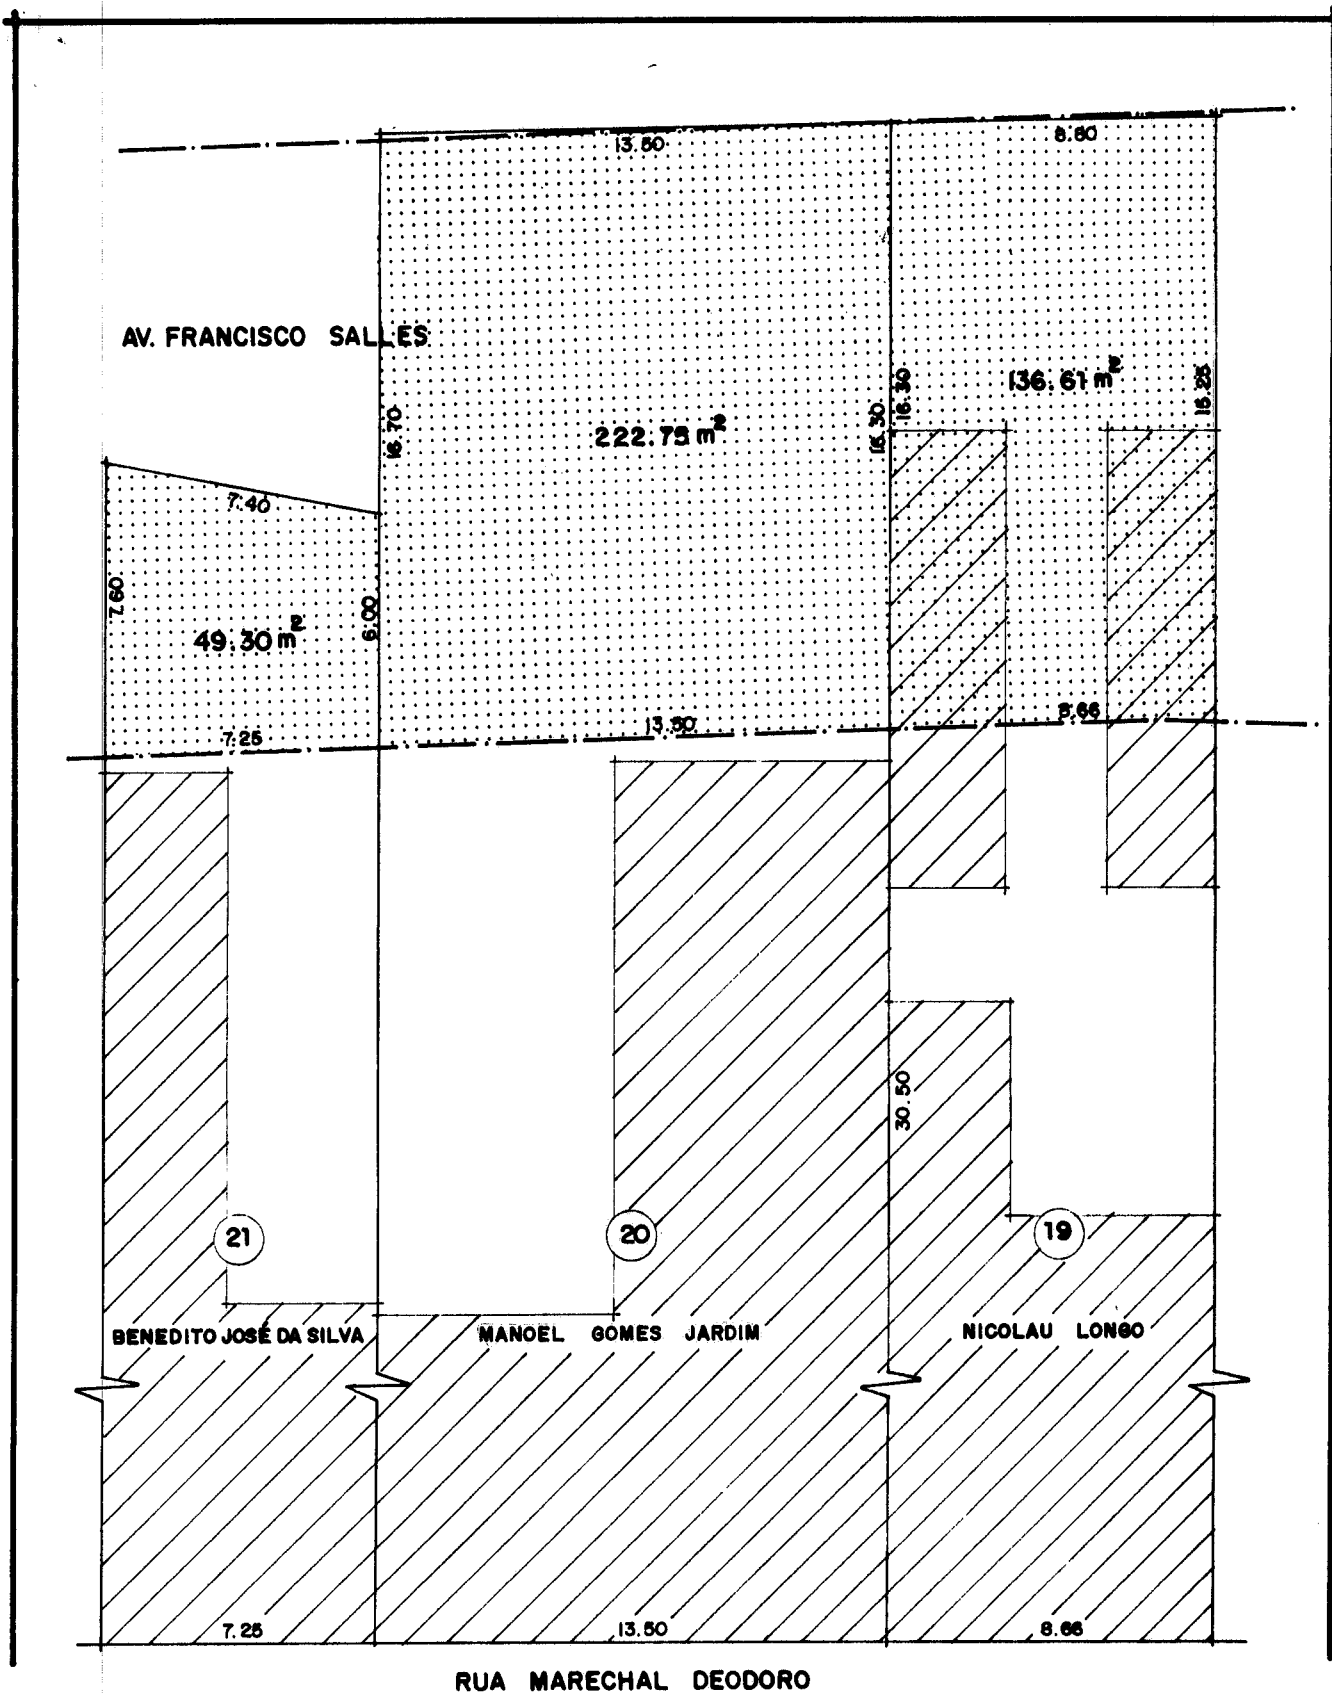 13.50
8.80
AV. FRANCISCO SALLES
136.61 m²
16.30
15.25
16.70
222.75 m²
16.30
7.40
7.60
6.00
49.30 m²
7.25
13.50
8.66
30.50
21
20
19
BENEDITO JOSÉ DA SILVA
MANOEL GOMES JARDIM
NICOLAU LONGO
7.25
13.50
8.66
RUA MARECHAL DEODORO